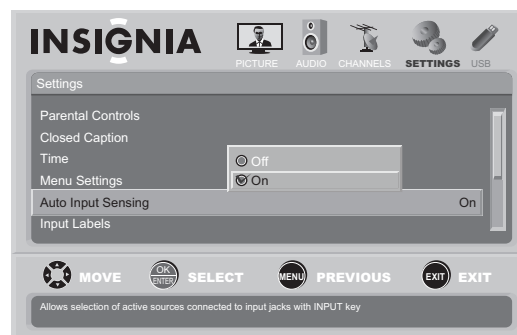 INSIGNIA
PICTURE AUDIO CHANNELS SETTINGS USB
Settings
Parental Controls
Closed Caption
Time
Off
Menu Settings
On
Auto Input Sensing On
Input Labels
MOVE OK ENTER SELECT MENU PREVIOUS EXIT EXIT
Allows selection of active sources connected to input jacks with INPUT key